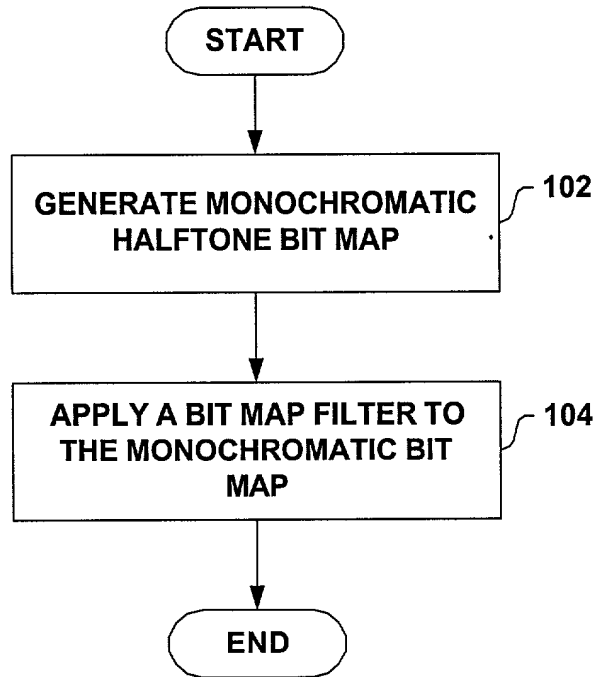 START
GENERATE MONOCHROMATIC
HALFTONE BIT MAP
102
APPLY A BIT MAP FILTER TO
THE MONOCHROMATIC BIT
MAP
104
END